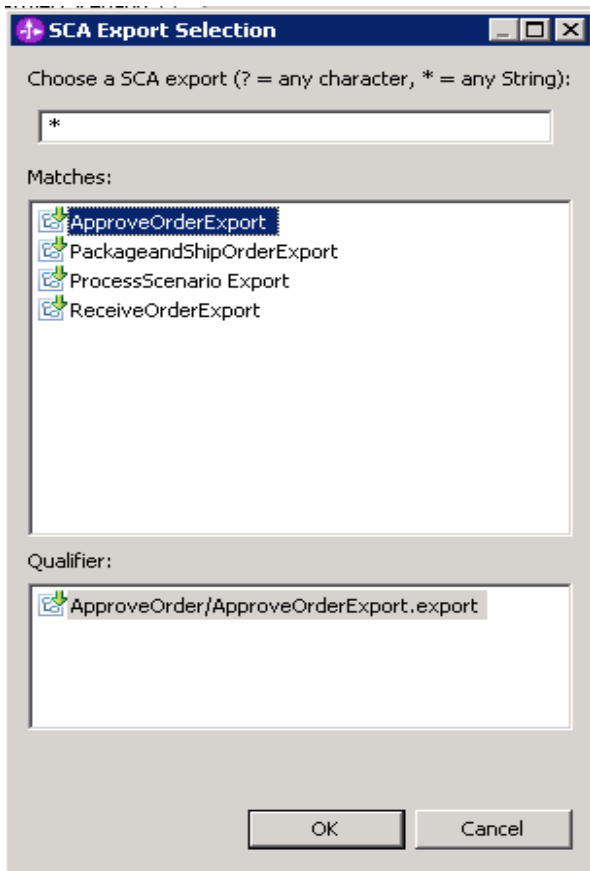 SCA Export Selection
Choose a SCA export (? = any character, * = any String):
*
Matches:
ApproveOrderExport
PackageandShipOrderExport
ProcessScenario Export
ReceiveOrderExport
Qualifier:
ApproveOrder/ApproveOrderExport.export
OK
Cancel